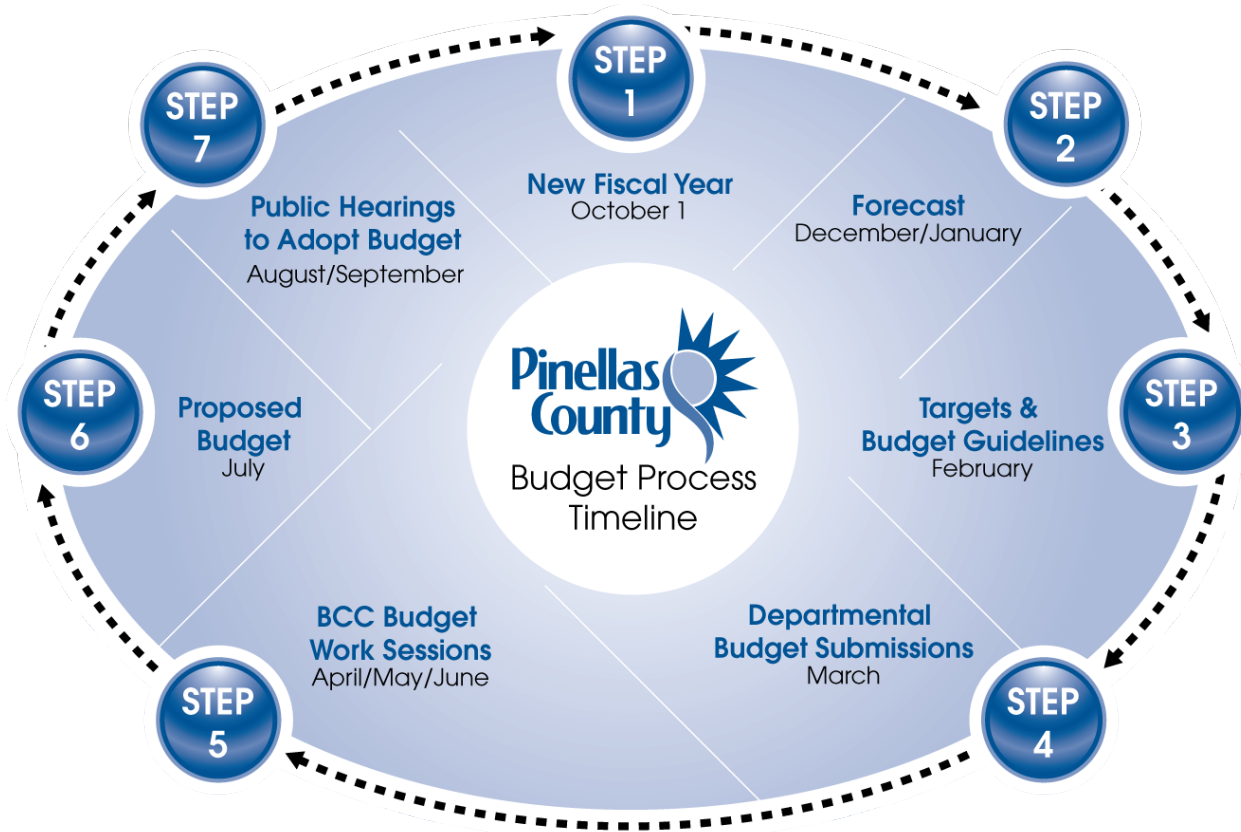 STEP
1
New Fiscal Year
October 1
STEP
2
Forecast
December/January
STEP
3
Targets &
Budget Guidelines
February
STEP
4
Departmental
Budget Submissions
March
STEP
5
BCC Budget
Work Sessions
April/May/June
STEP
6
Proposed
Budget
July
STEP
7
Public Hearings
to Adopt Budget
August/September
Pinellas
County
Budget Process
Timeline